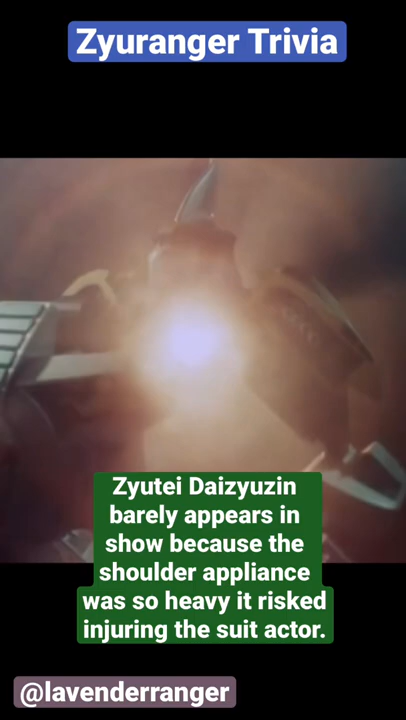 Zyuranger Trivia
Zyutei Daizyuzin
barely appears in
show because the
shoulder appliance
was so heavy it risked
injuring the suit actor.
@lavenderranger